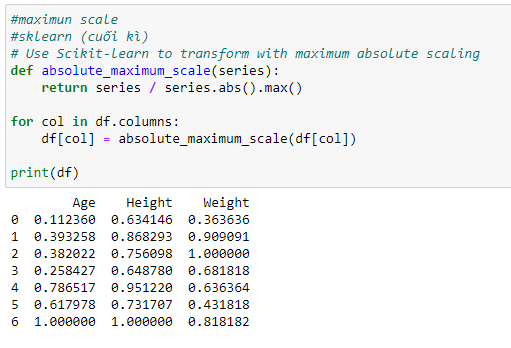 #maximun scale
#sklearn (cuối kì)
# Use Scikit-learn to transform with maximum absolute scaling
def absolute_maximum_scale(series):
    return series / series.abs().max()
for col in df.columns:
    df[col] = absolute_maximum_scale(df[col])
print(df)
        Age    Height    Weight
0  0.112360  0.634146  0.363636
1  0.393258  0.868293  0.909091
2  0.382022  0.756098  1.000000
3  0.258427  0.648780  0.681818
4  0.786517  0.951220  0.636364
5  0.617978  0.731707  0.431818
6  1.000000  1.000000  0.818182